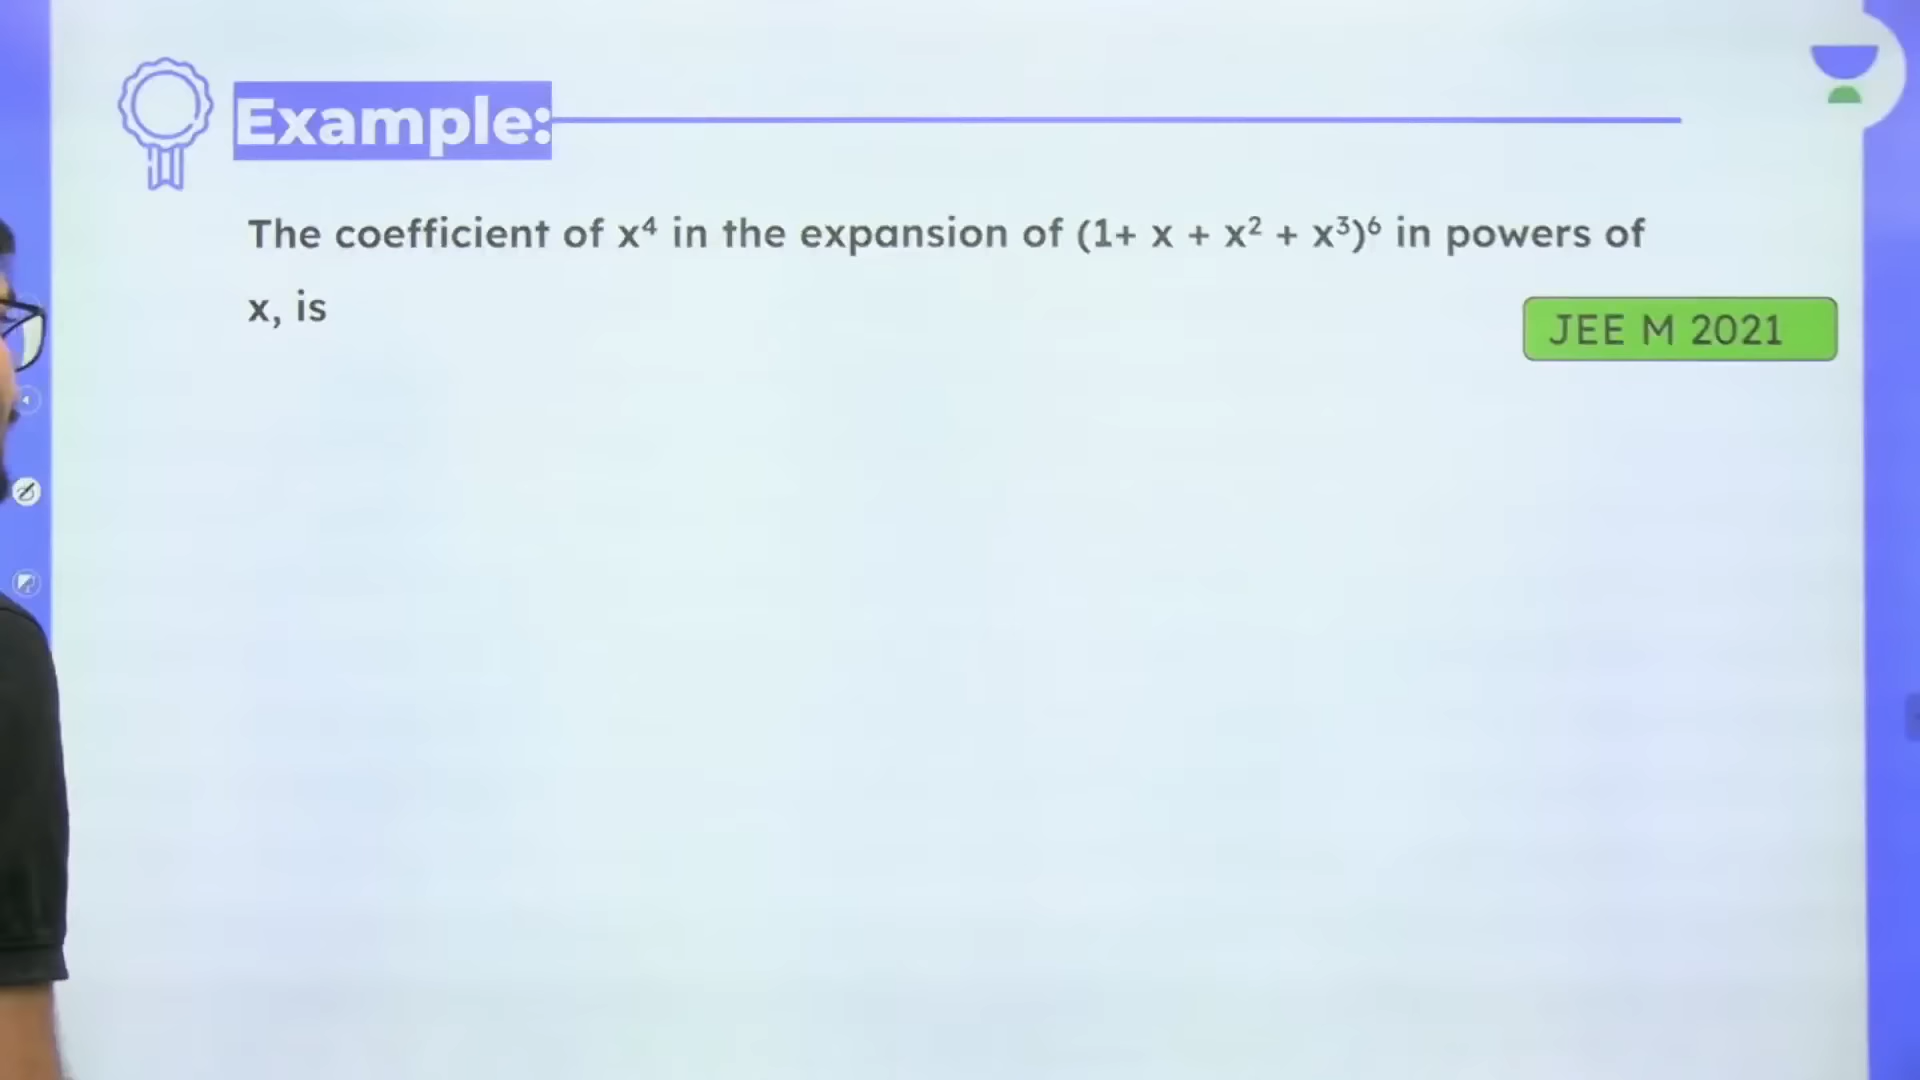 Example:
The coefficient of x⁴ in the expansion of (1+ x + x² + x³)⁶ in powers of
x, is
JEE M 2021